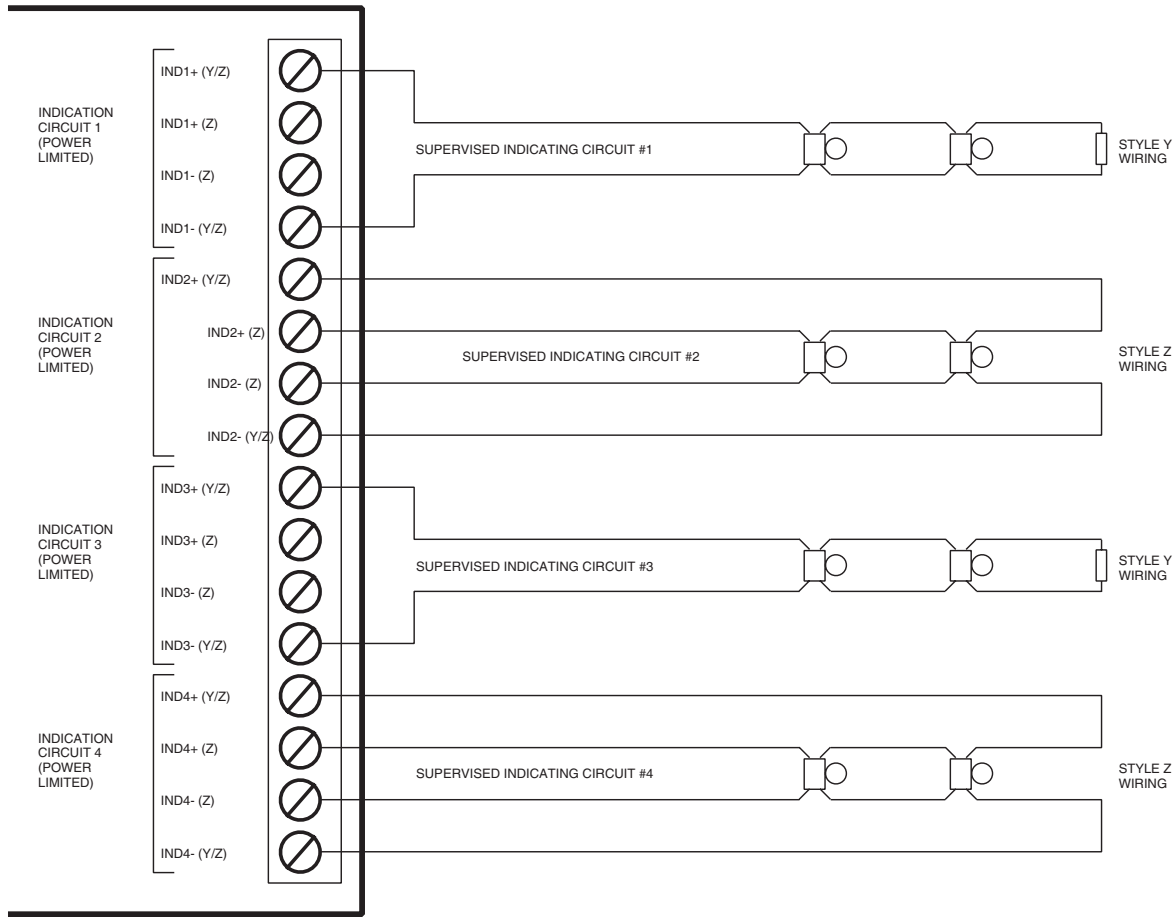 INDICATION
CIRCUIT 1
(POWER
LIMITED)
IND1+ (Y/Z)
IND1+ (Z)
IND1- (Z)
IND1- (Y/Z)
SUPERVISED INDICATING CIRCUIT #1
STYLE Y
WIRING
INDICATION
CIRCUIT 2
(POWER
LIMITED)
IND2+ (Y/Z)
IND2+ (Z)
IND2- (Z)
IND2- (Y/Z)
SUPERVISED INDICATING CIRCUIT #2
STYLE Z
WIRING
INDICATION
CIRCUIT 3
(POWER
LIMITED)
IND3+ (Y/Z)
IND3+ (Z)
IND3- (Z)
IND3- (Y/Z)
SUPERVISED INDICATING CIRCUIT #3
STYLE Y
WIRING
INDICATION
CIRCUIT 4
(POWER
LIMITED)
IND4+ (Y/Z)
IND4+ (Z)
IND4- (Z)
IND4- (Y/Z)
SUPERVISED INDICATING CIRCUIT #4
STYLE Z
WIRING